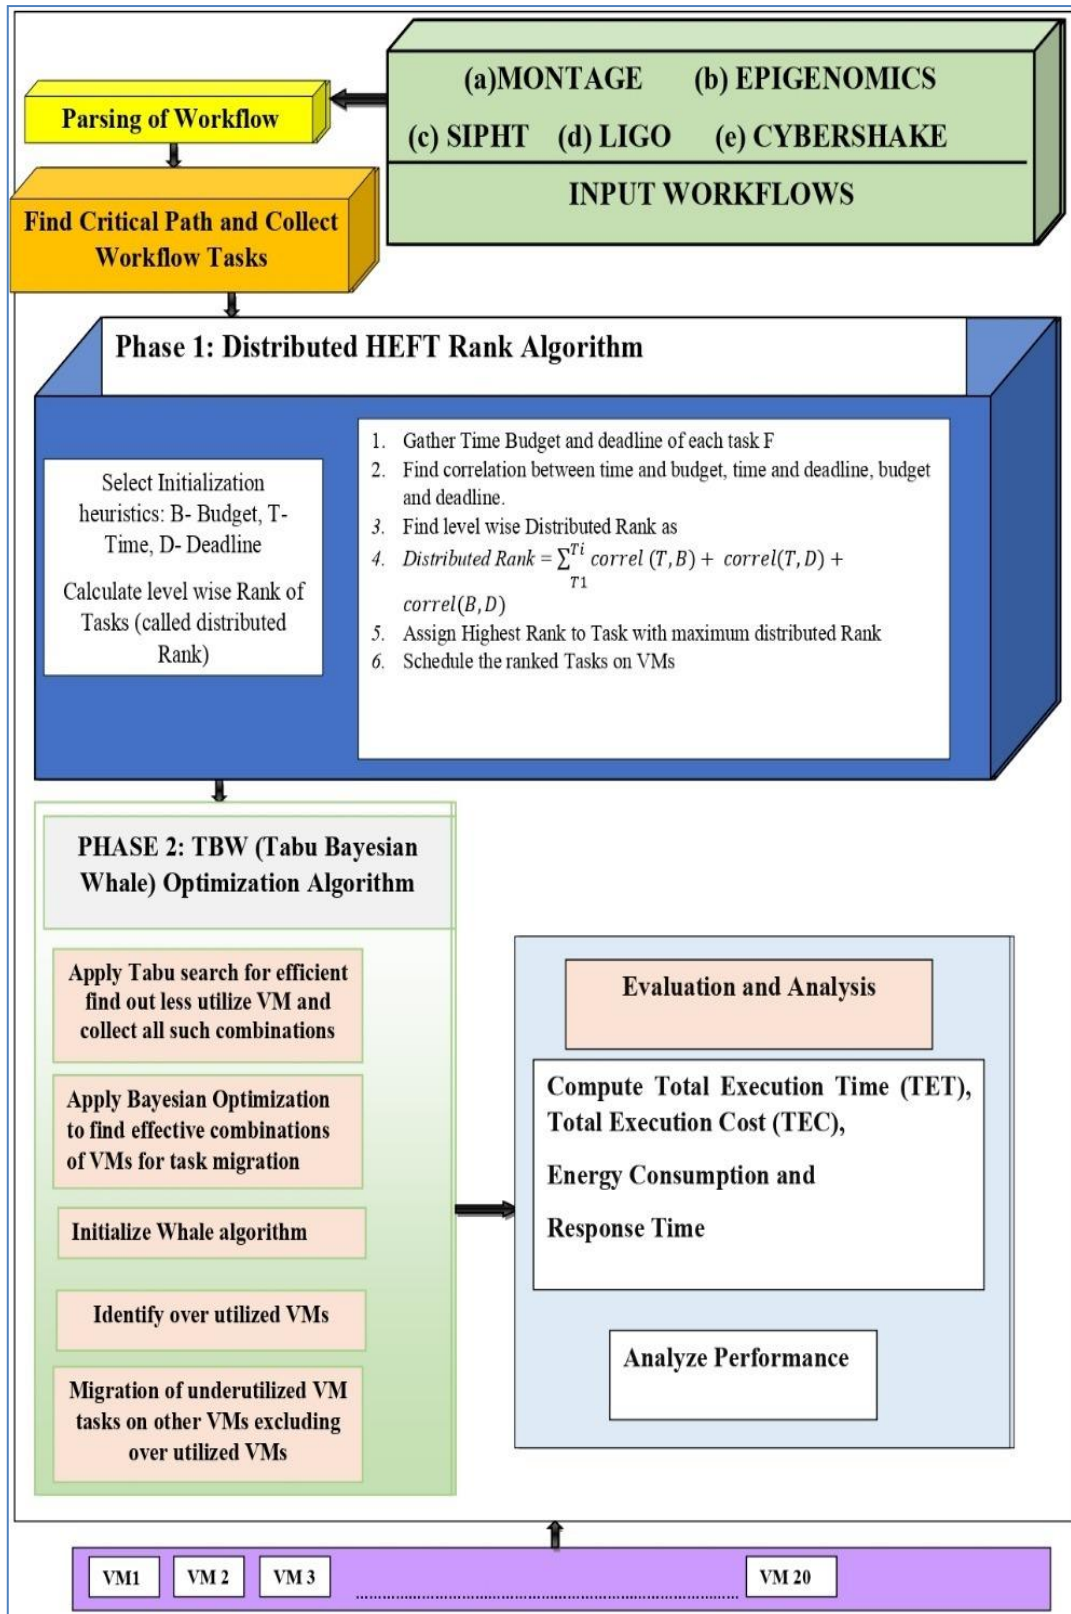 (a)MONTAGE (b) EPIGENOMICS
(c) SIPHT (d) LIGO (e) CYBERSHAKE
INPUT WORKFLOWS
Parsing of Workflow
Find Critical Path and Collect
Workflow Tasks
Phase 1: Distributed HEFT Rank Algorithm
Select Initialization
heuristics: B- Budget, T-
Time, D- Deadline
Calculate level wise Rank of
Tasks (called distributed
Rank)
1. Gather Time Budget and deadline of each task F
2. Find correlation between time and budget, time and deadline, budget
and deadline.
3. Find level wise Distributed Rank as
4. Distributed Rank = ∑_{T1}^{Ti} correl (T,B) + correl(T,D) +
correl(B,D)
5. Assign Highest Rank to Task with maximum distributed Rank
6. Schedule the ranked Tasks on VMs
PHASE 2: TBW (Tabu Bayesian
Whale) Optimization Algorithm
Apply Tabu search for efficient
find out less utilize VM and
collect all such combinations
Apply Bayesian Optimization
to find effective combinations
of VMs for task migration
Initialize Whale algorithm
Identify over utilized VMs
Migration of underutilized VM
tasks on other VMs excluding
over utilized VMs
Evaluation and Analysis
Compute Total Execution Time (TET),
Total Execution Cost (TEC),
Energy Consumption and
Response Time
Analyze Performance
VM1 VM 2 VM 3 ........ VM 20